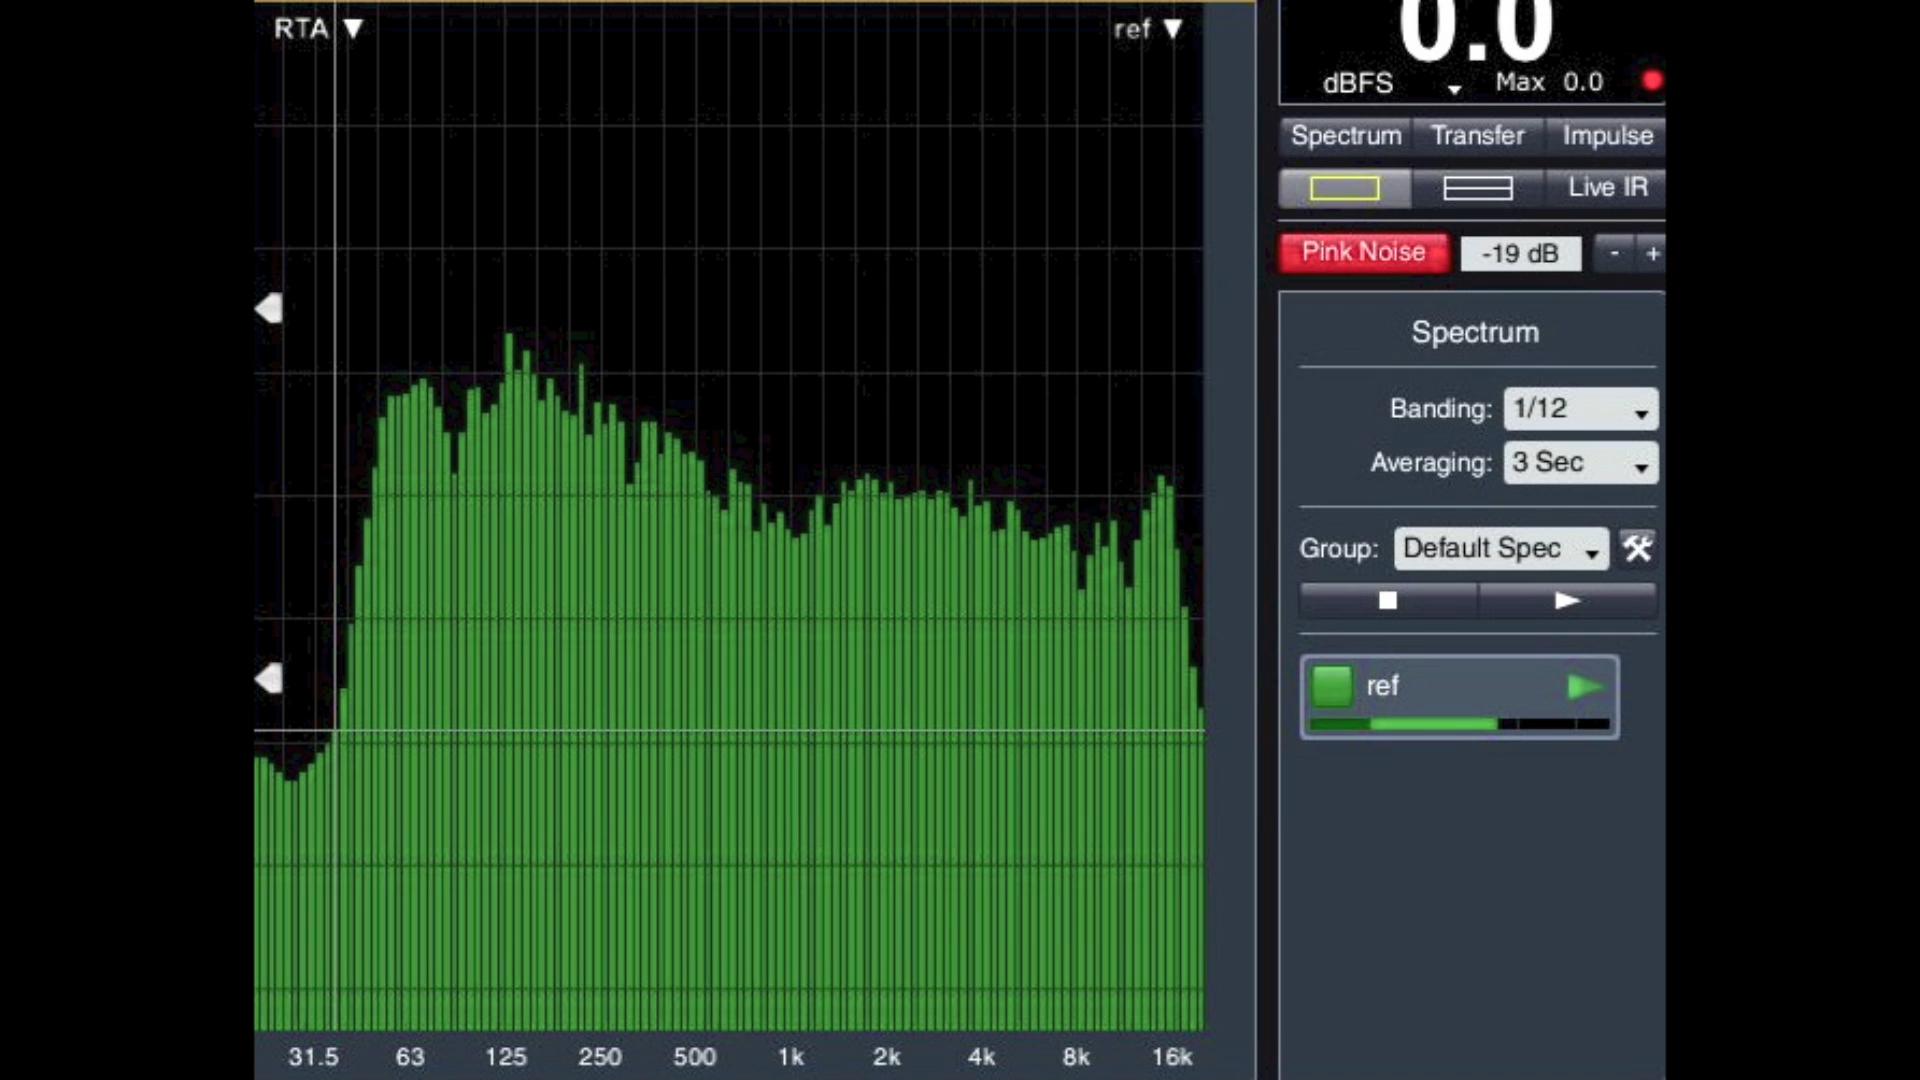 RTA ▼ ref ▼
0.0
dBFS Max 0.0
Spectrum Transfer Impulse
Live IR
Pink Noise -19 dB - +
Spectrum
Banding: 1/12
Averaging: 3 Sec
Group: Default Spec
ref
31.5 63 125 250 500 1k 2k 4k 8k 16k